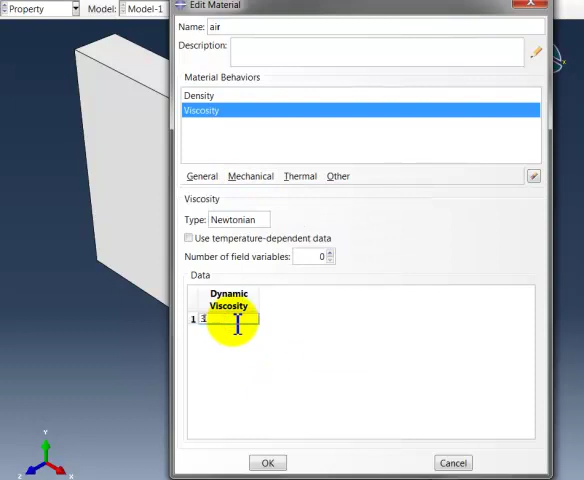 Property Model: Model-1
Edit Material
Name: air
Description:
Material Behaviors
Density
Viscosity
General Mechanical Thermal Other
Viscosity
Type: Newtonian
Use temperature-dependent data
Number of field variables: 0
Data
Dynamic
Viscosity
1 3
OK Cancel
Y
Z X
X